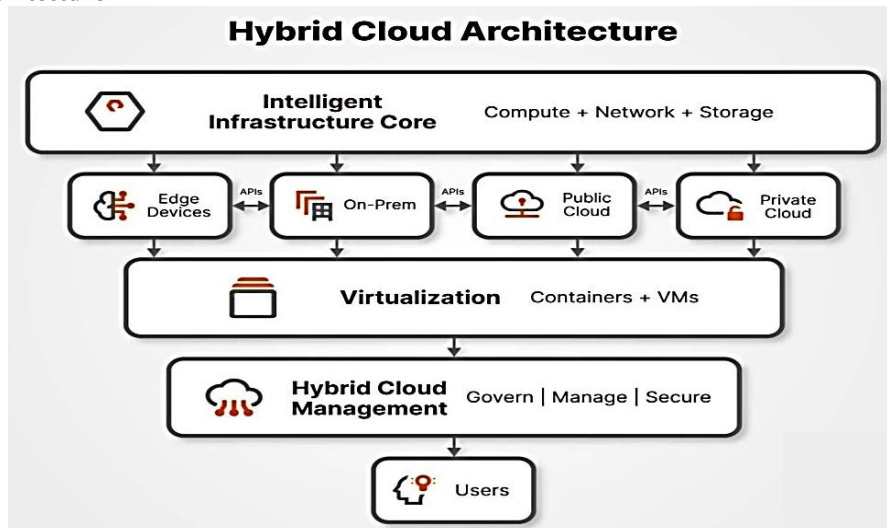 Hybrid Cloud Architecture
Intelligent
Infrastructure Core
Compute + Network + Storage
Edge
Devices
APIs
On-Prem
APIs
Public
Cloud
APIs
Private
Cloud
Virtualization
Containers + VMs
Hybrid Cloud
Management
Govern | Manage | Secure
Users